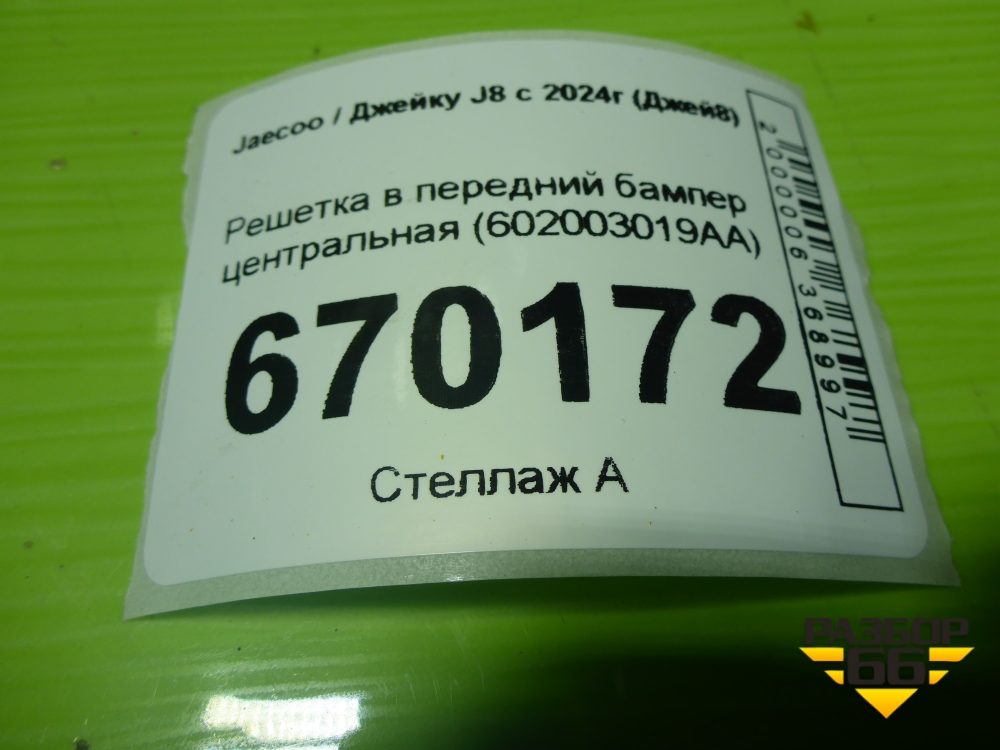 Jaecoo / Джейку J8 с 2024г (Джей8)
Решетка в передний бампер
центральная (602003019AA)
670172
Стеллаж А
2000006368997
РАЗБОР
66